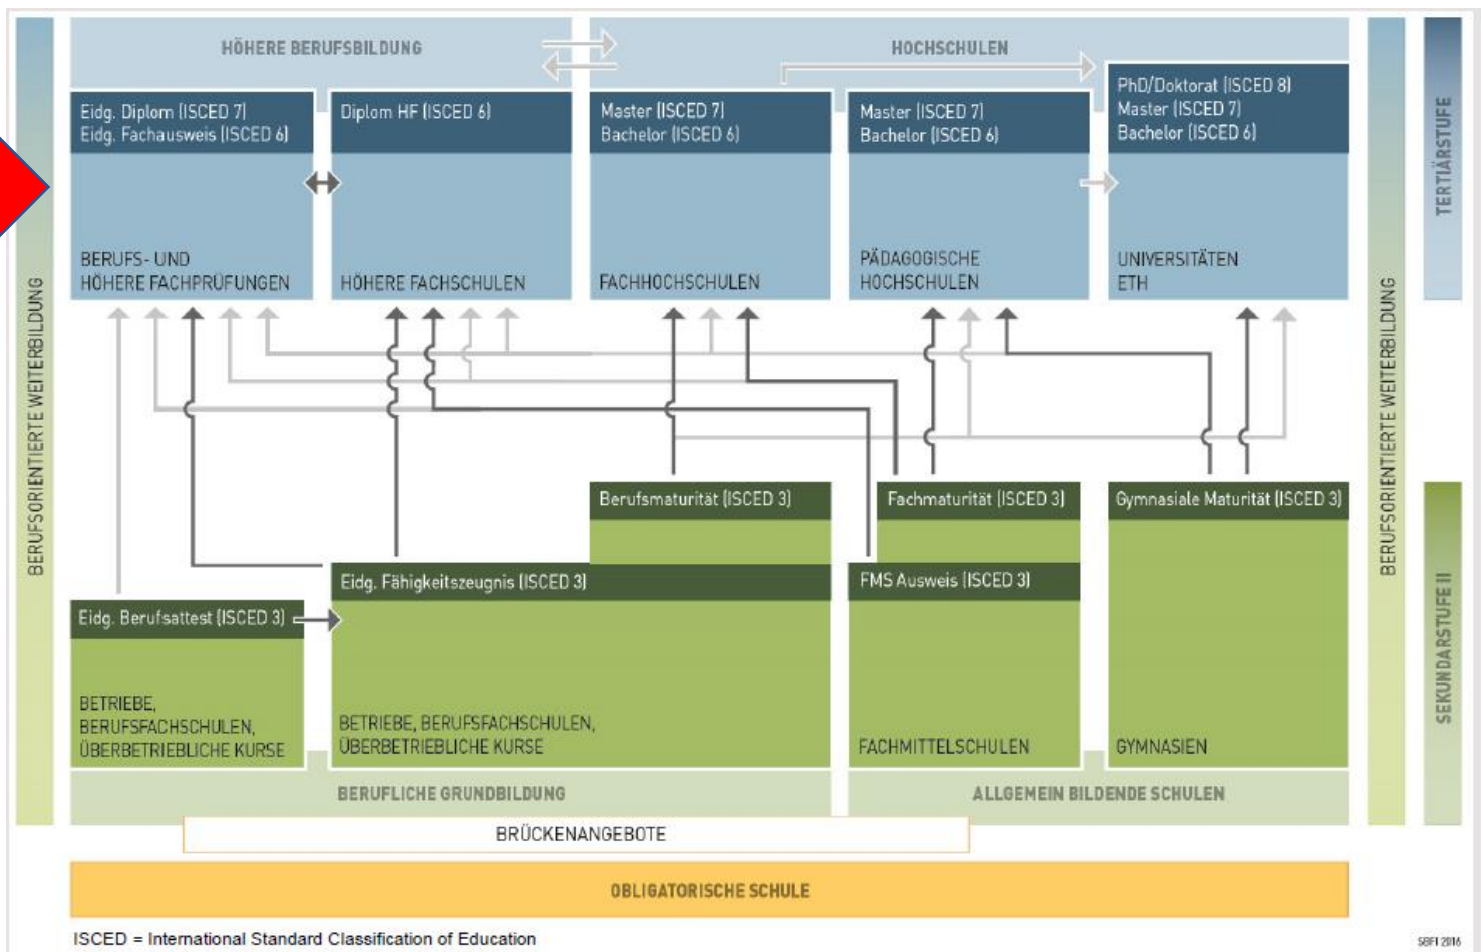 HÖHERE BERUFSBILDUNG
HOCHSCHULEN
Eidg. Diplom (ISCED 7)
Eidg. Fachausweis (ISCED 6)
BERUFS- UND
HÖHERE FACHPRÜFUNGEN
Diplom HF (ISCED 6)
HÖHERE FACHSCHULEN
Master (ISCED 7)
Bachelor (ISCED 6)
FACHHOCHSCHULEN
Master (ISCED 7)
Bachelor (ISCED 6)
PÄDAGOGISCHE
HOCHSCHULEN
PhD/Doktorat (ISCED 8)
Master (ISCED 7)
Bachelor (ISCED 6)
UNIVERSITÄTEN
ETH
TERTIÄRSTUFE
BERUFSORIENTIERTE WEITERBILDUNG
BERUFSORIENTIERTE WEITERBILDUNG
Berufsmaturität (ISCED 3)
Fachmaturität (ISCED 3)
Gymnasiale Maturität (ISCED 3)
Eidg. Fähigkeitszeugnis (ISCED 3)
FMS Ausweis (ISCED 3)
Eidg. Berufsattest (ISCED 3)
BETRIEBE,
BERUFSFACHSCHULEN,
ÜBERBETRIEBLICHE KURSE
BETRIEBE, BERUFSFACHSCHULEN,
ÜBERBETRIEBLICHE KURSE
FACHMITTELSCHULEN
GYMNASIEN
SEKUNDARSTUFE II
BERUFLICHE GRUNDBILDUNG
ALLGEMEIN BILDENDE SCHULEN
BRÜCKENANGEBOTE
OBLIGATORISCHE SCHULE
ISCED = International Standard Classification of Education
SBFI 2016